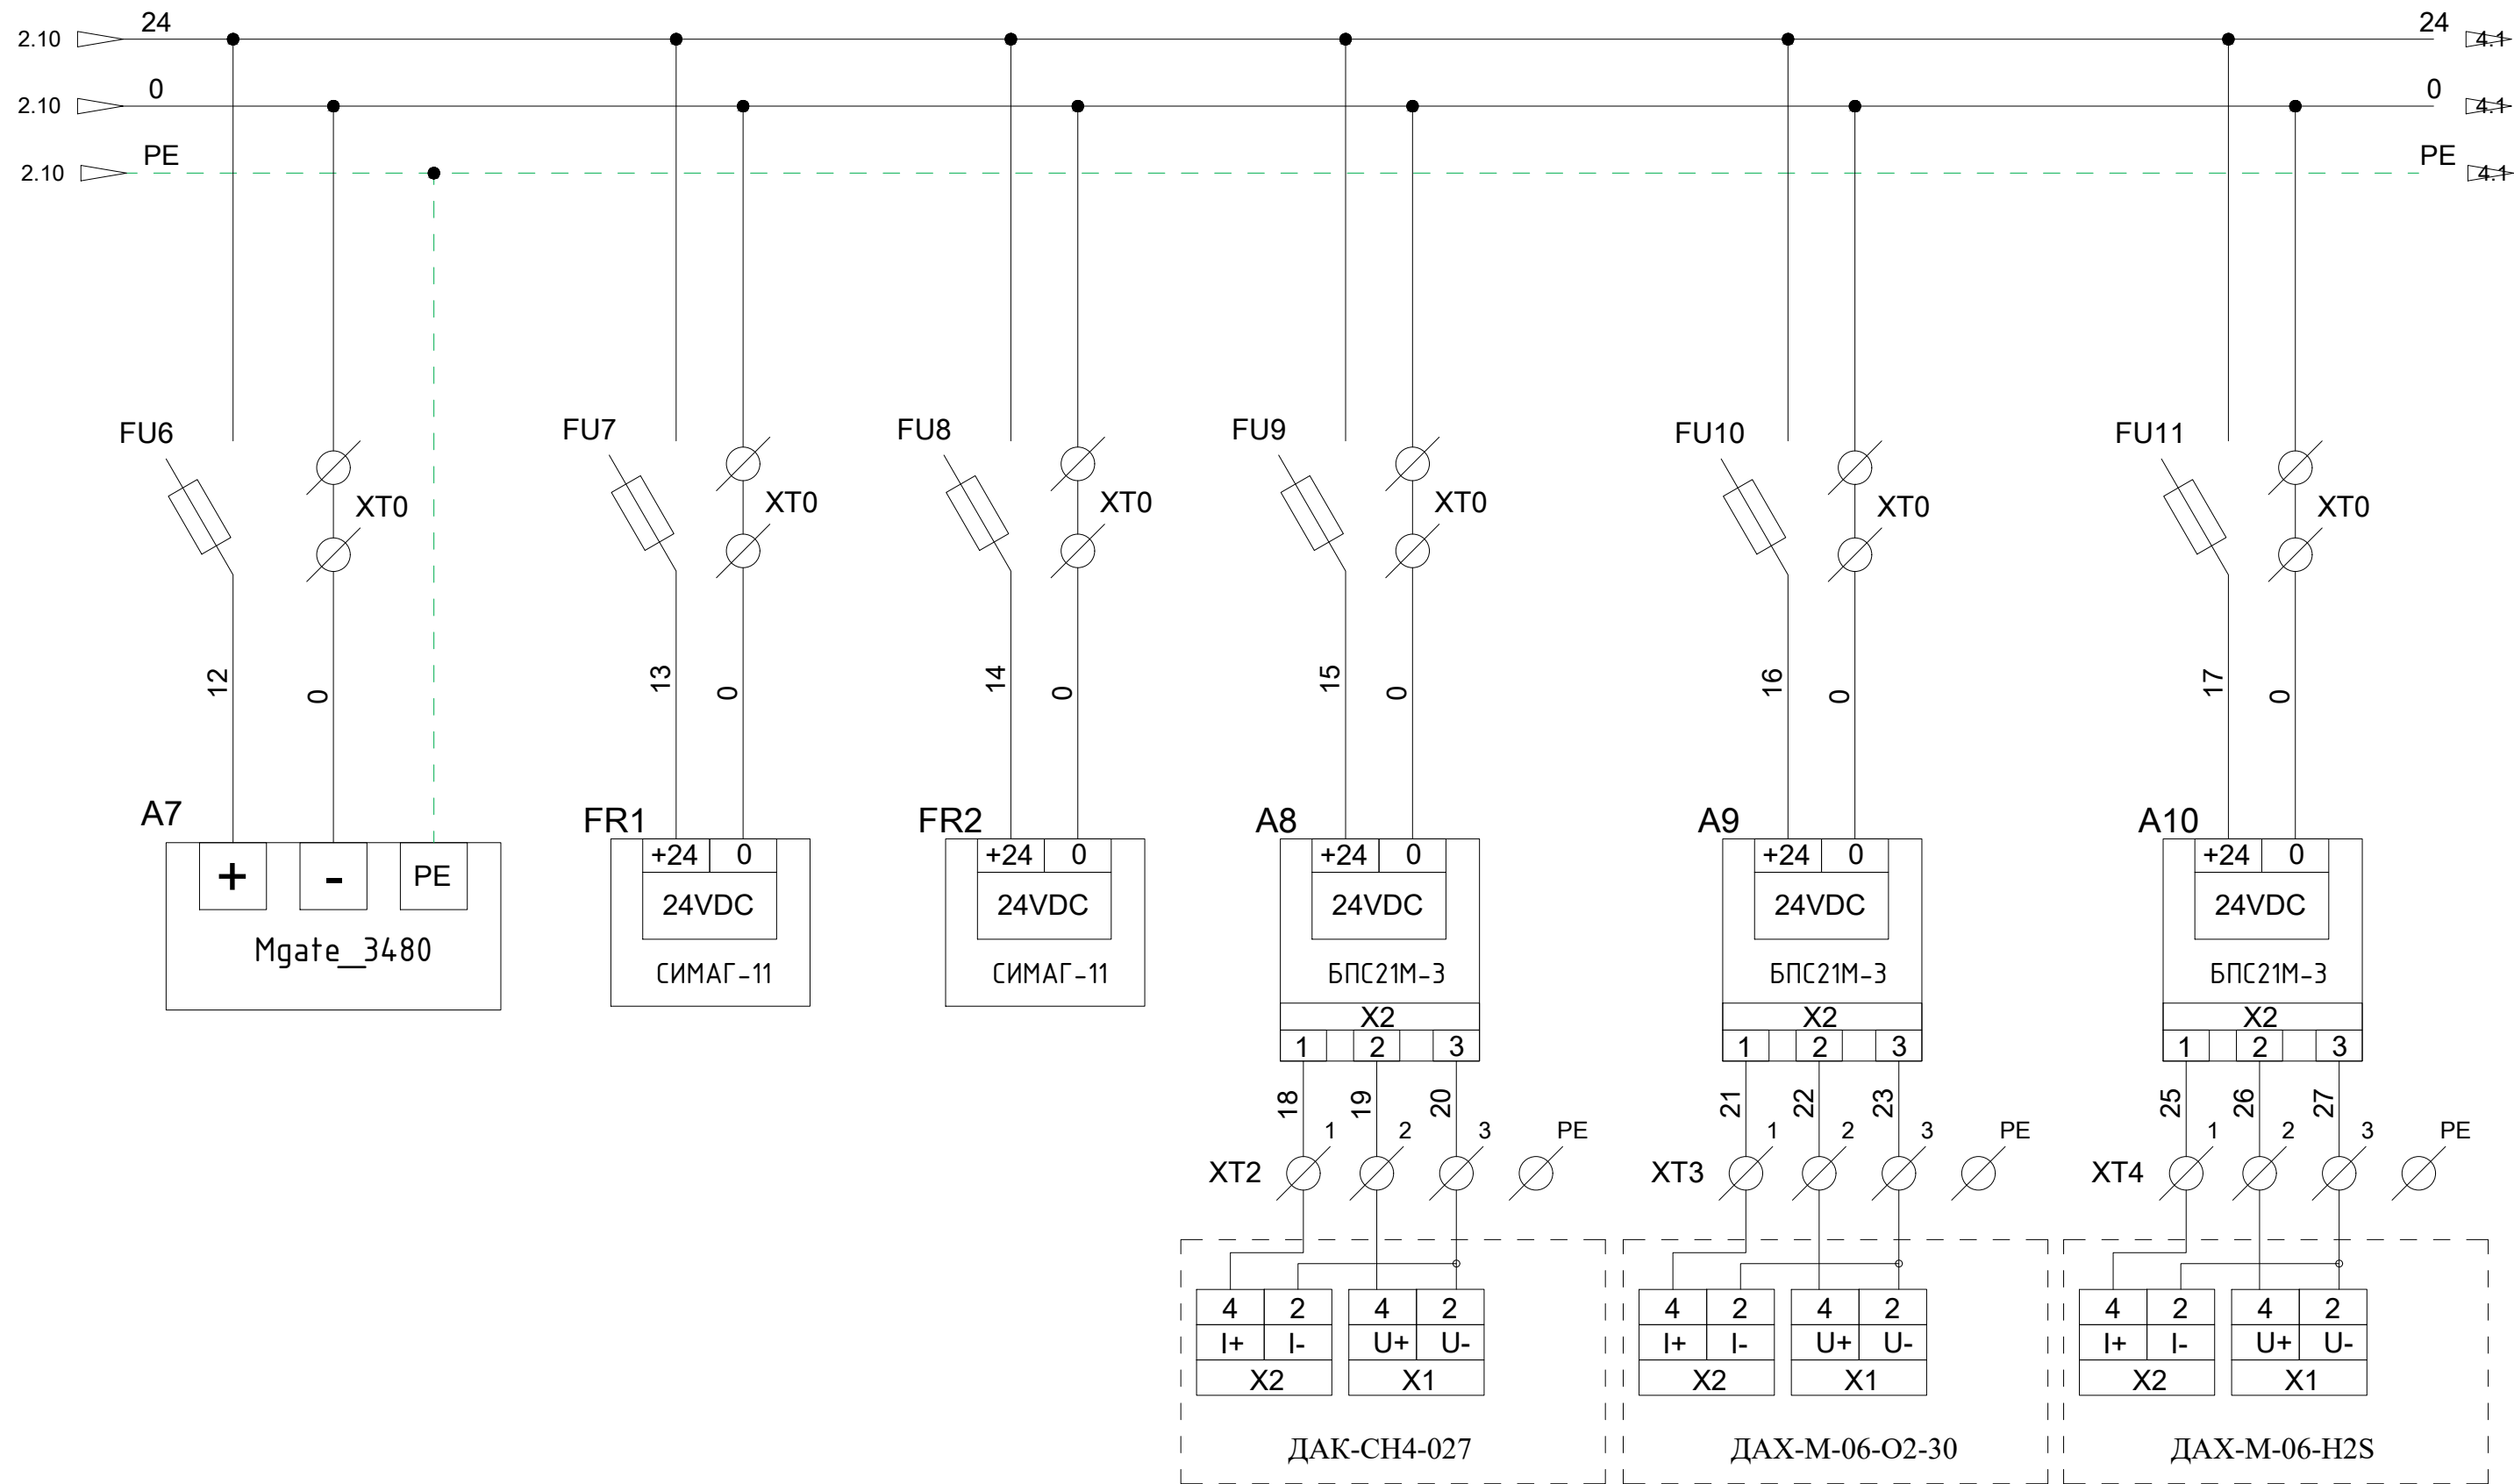 2.10 24 24 4.1
2.10 0 0 4.1
2.10 PE PE 4.1
FU6 FU7 FU8 FU9 FU10 FU11
XT0 XT0 XT0 XT0 XT0 XT0
12 0 13 0 14 0 15 0 16 0 17 0
A7 FR1 FR2 A8 A9 A10
+ - PE +24 0 +24 0 +24 0 +24 0 +24 0
24VDC 24VDC 24VDC 24VDC 24VDC
Mgate_3480 СИМАГ-11 СИМАГ-11 БПС21М-3 БПС21М-3 БПС21М-3
X2 X2 X2
1 2 3 1 2 3 1 2 3
18 19 20 21 22 23 25 26 27
1 2 3 PE 1 2 3 PE 1 2 3 PE
XT2 XT3 XT4
4 2 4 2 4 2 4 2 4 2 4 2
I+ I- U+ U- I+ I- U+ U- I+ I- U+ U-
X2 X1 X2 X1 X2 X1
ДАК-СН4-027 ДАХ-М-06-О2-30 ДАХ-М-06-H2S